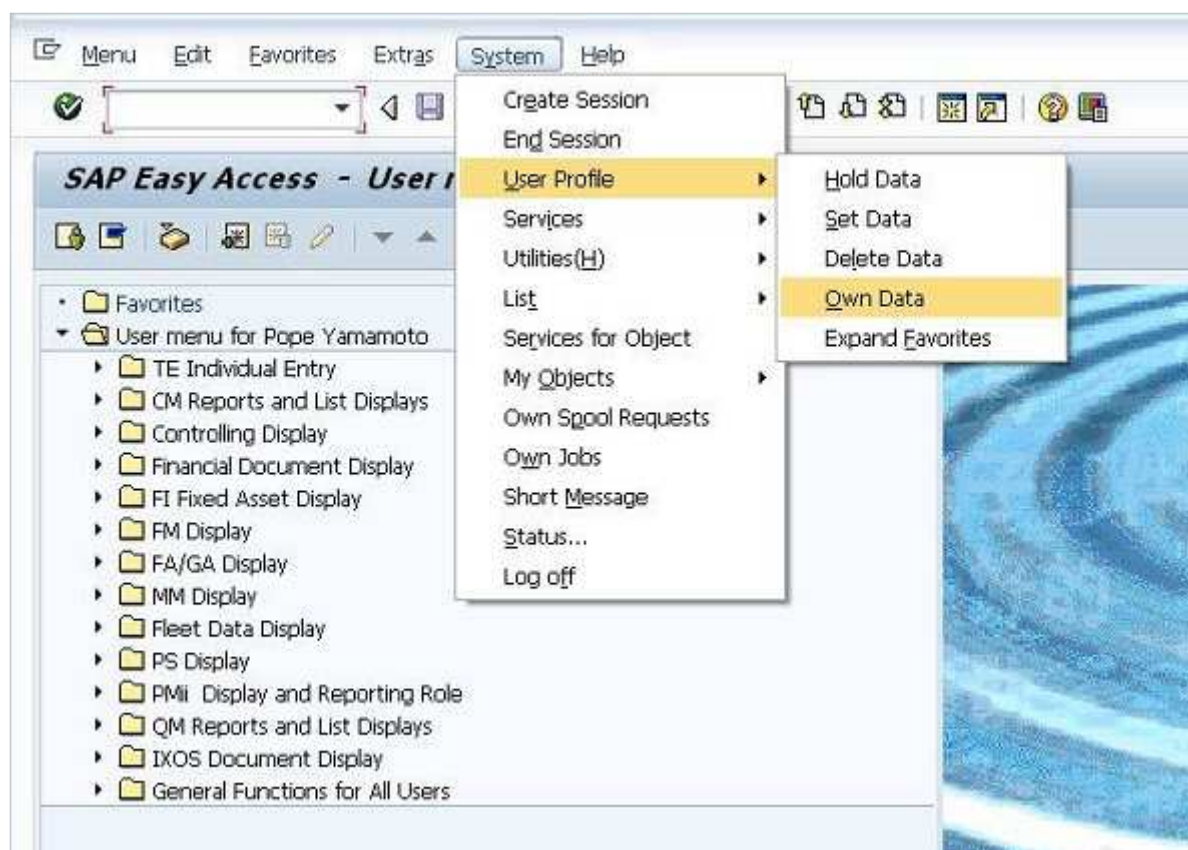 Menu Edit Favorites Extras System Help
SAP Easy Access - User
Create Session
End Session
User Profile
Services
Utilities(H)
List
Services for Object
My Objects
Own Spool Requests
Own Jobs
Short Message
Status...
Log off
Hold Data
Set Data
Delete Data
Own Data
Expand Favorites
Favorites
User menu for Pope Yamamoto
TE Individual Entry
CM Reports and List Displays
Controlling Display
Financial Document Display
FI Fixed Asset Display
FM Display
FA/GA Display
MM Display
Fleet Data Display
PS Display
PMii Display and Reporting Role
QM Reports and List Displays
IXOS Document Display
General Functions for All Users